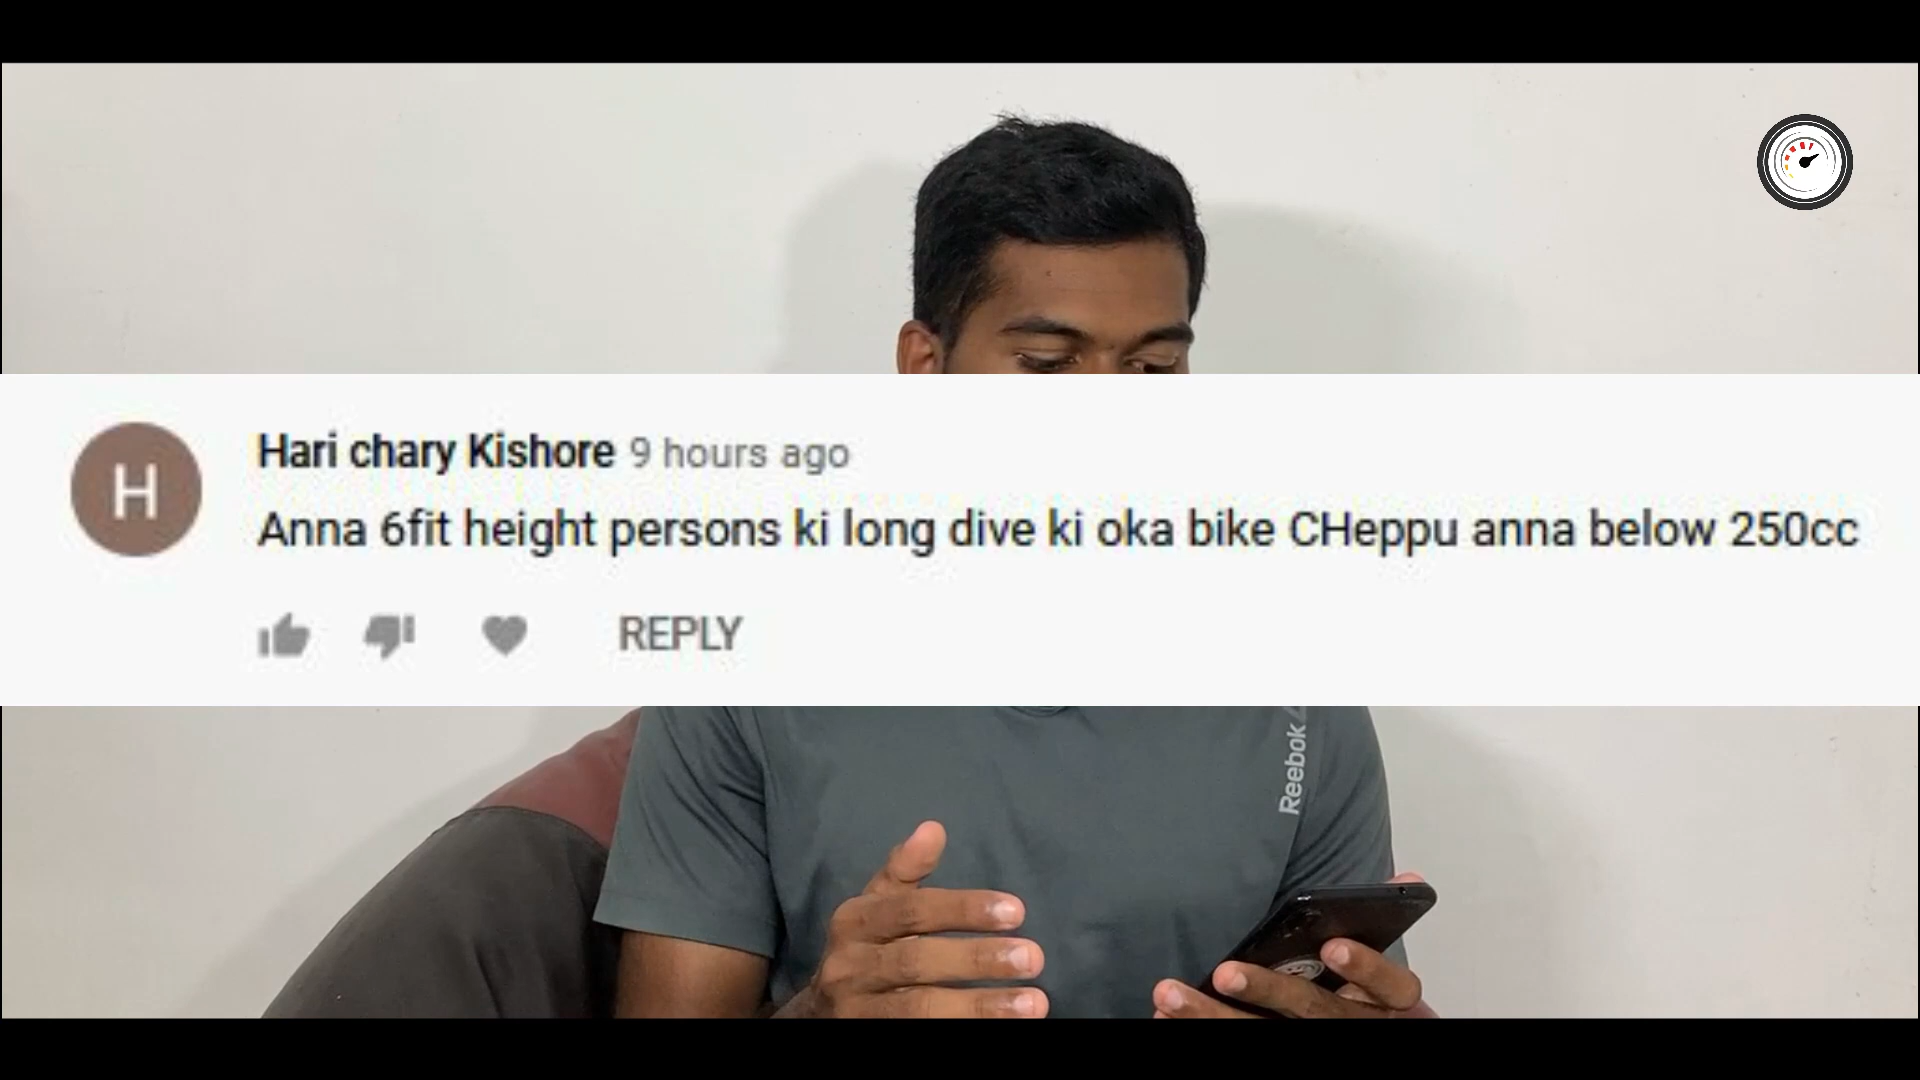 H
Hari chary Kishore 9 hours ago
Anna 6fit height persons ki long dive ki oka bike CHeppu anna below 250cc
REPLY
Reebok